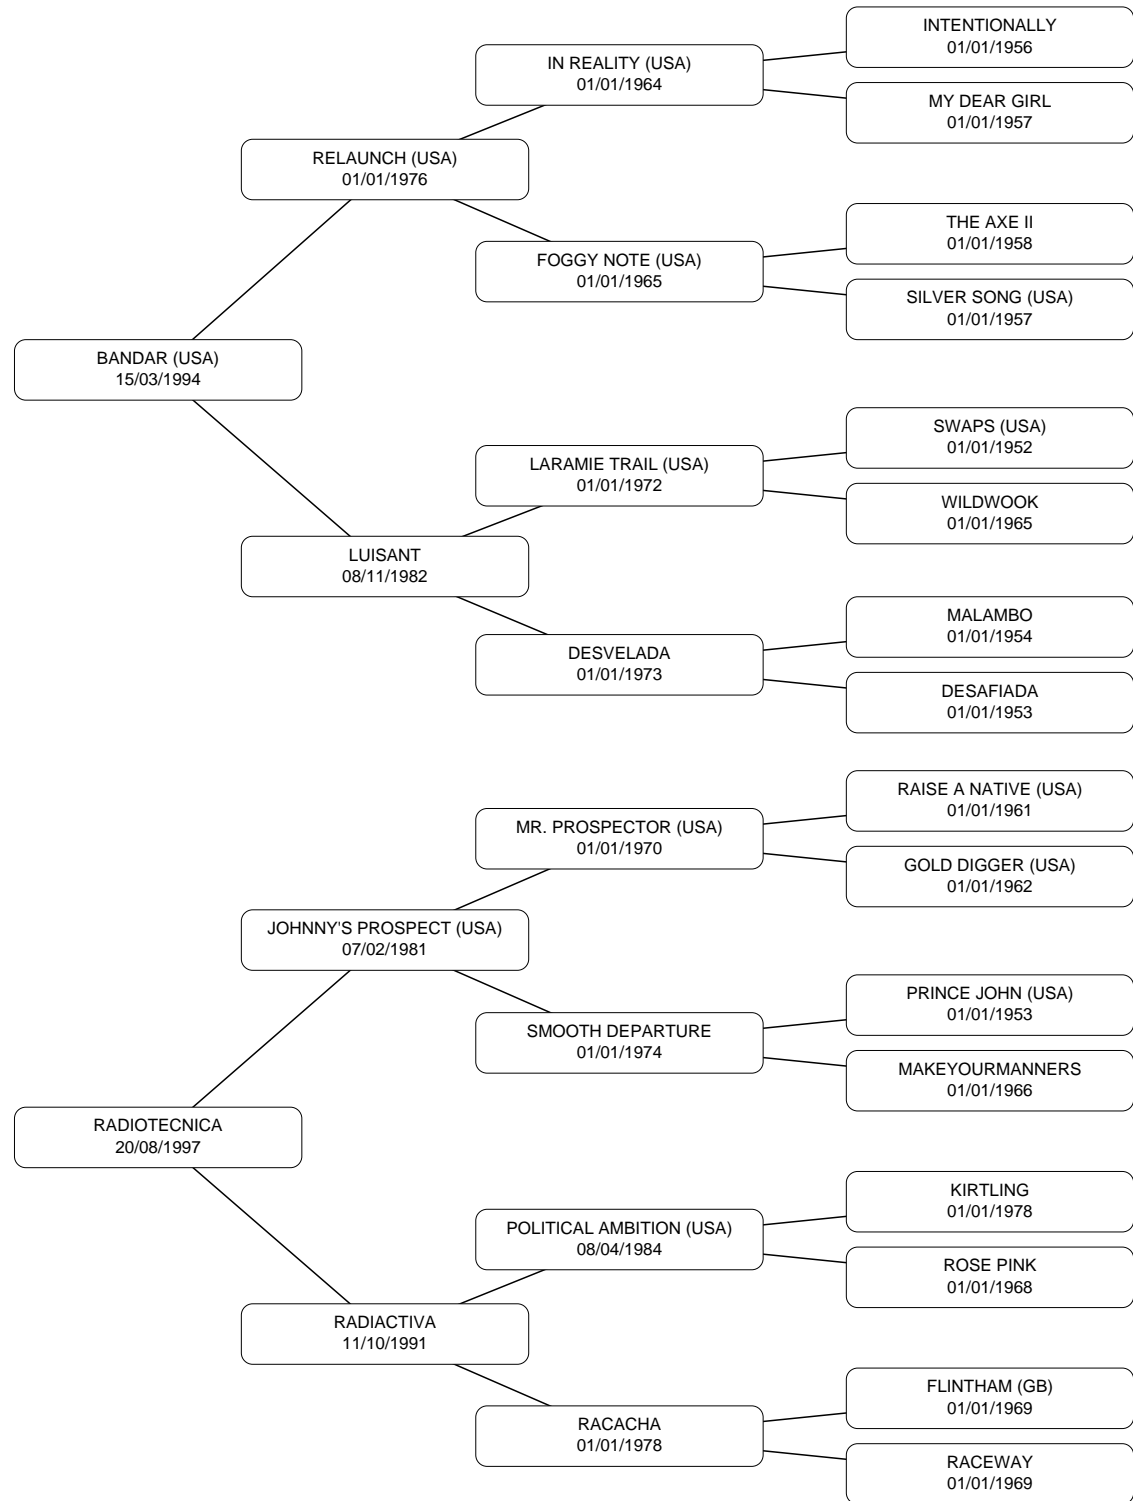 INTENTIONALLY
01/01/1956
IN REALITY (USA)
01/01/1964
MY DEAR GIRL
01/01/1957
RELAUNCH (USA)
01/01/1976
THE AXE II
01/01/1958
FOGGY NOTE (USA)
01/01/1965
SILVER SONG (USA)
01/01/1957
BANDAR (USA)
15/03/1994
SWAPS (USA)
01/01/1952
LARAMIE TRAIL (USA)
01/01/1972
WILDWOOK
01/01/1965
LUISANT
08/11/1982
MALAMBO
01/01/1954
DESVELADA
01/01/1973
DESAFIADA
01/01/1953
RAISE A NATIVE (USA)
01/01/1961
MR. PROSPECTOR (USA)
01/01/1970
GOLD DIGGER (USA)
01/01/1962
JOHNNY'S PROSPECT (USA)
07/02/1981
PRINCE JOHN (USA)
01/01/1953
SMOOTH DEPARTURE
01/01/1974
MAKEYOURMANNERS
01/01/1966
RADIOTECNICA
20/08/1997
KIRTLING
01/01/1978
POLITICAL AMBITION (USA)
08/04/1984
ROSE PINK
01/01/1968
RADIACTIVA
11/10/1991
FLINTHAM (GB)
01/01/1969
RACACHA
01/01/1978
RACEWAY
01/01/1969